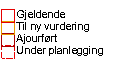 Gjeldende
Til ny vurdering
Ajourført
Under planlegging